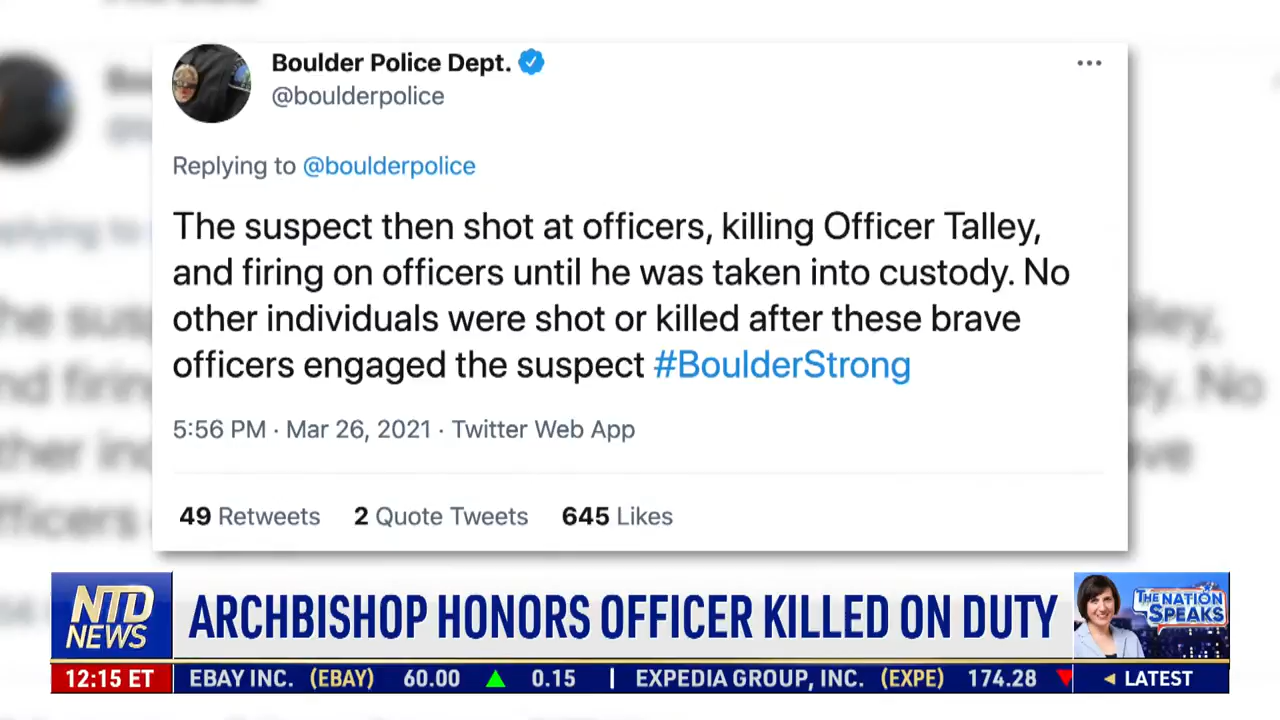 Boulder Police Dept.
@boulderpolice
Replying to @boulderpolice
The suspect then shot at officers, killing Officer Talley,
and firing on officers until he was taken into custody. No
other individuals were shot or killed after these brave
officers engaged the suspect #BoulderStrong
5:56 PM · Mar 26, 2021 · Twitter Web App
49 Retweets 2 Quote Tweets 645 Likes
NTD
NEWS
ARCHBISHOP HONORS OFFICER KILLED ON DUTY
THE NATION
SPEAKS
12:15 ET
EBAY INC. (EBAY) 60.00 ▲ 0.15 | EXPEDIA GROUP, INC. (EXPE) 174.28 ▼
◄ LATEST